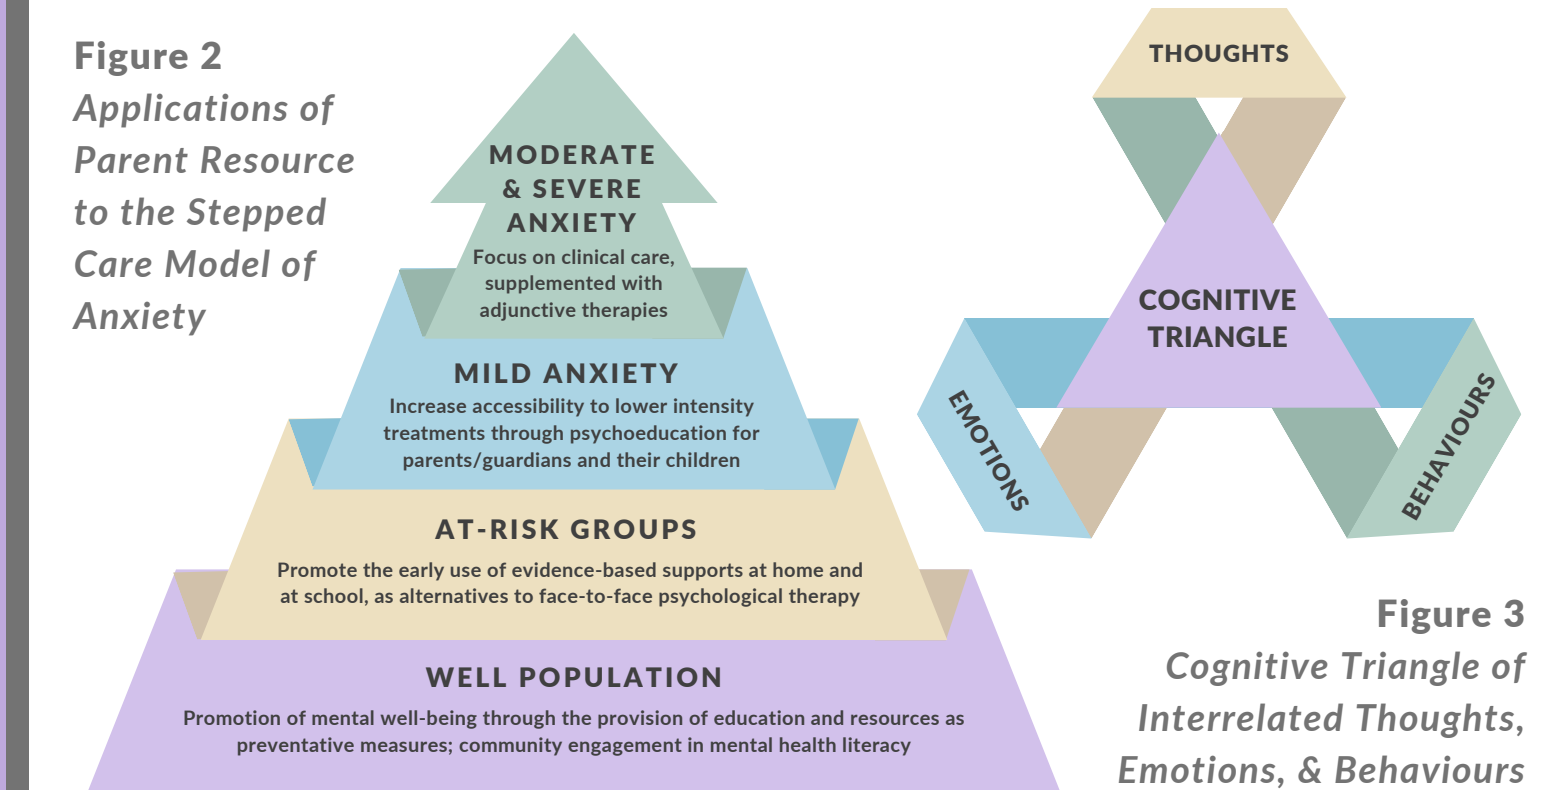 Figure 2
Applications of
Parent Resource
to the Stepped
Care Model of
Anxiety
MODERATE
& SEVERE
ANXIETY
Focus on clinical care,
supplemented with
adjunctive therapies
MILD ANXIETY
Increase accessibility to lower intensity
treatments through psychoeducation for
parents/guardians and their children
AT-RISK GROUPS
Promote the early use of evidence-based supports at home and
at school, as alternatives to face-to-face psychological therapy
WELL POPULATION
Promotion of mental well-being through the provision of education and resources as
preventative measures; community engagement in mental health literacy
THOUGHTS
COGNITIVE
TRIANGLE
EMOTIONS
BEHAVIOURS
Figure 3
Cognitive Triangle of
Interrelated Thoughts,
Emotions, & Behaviours